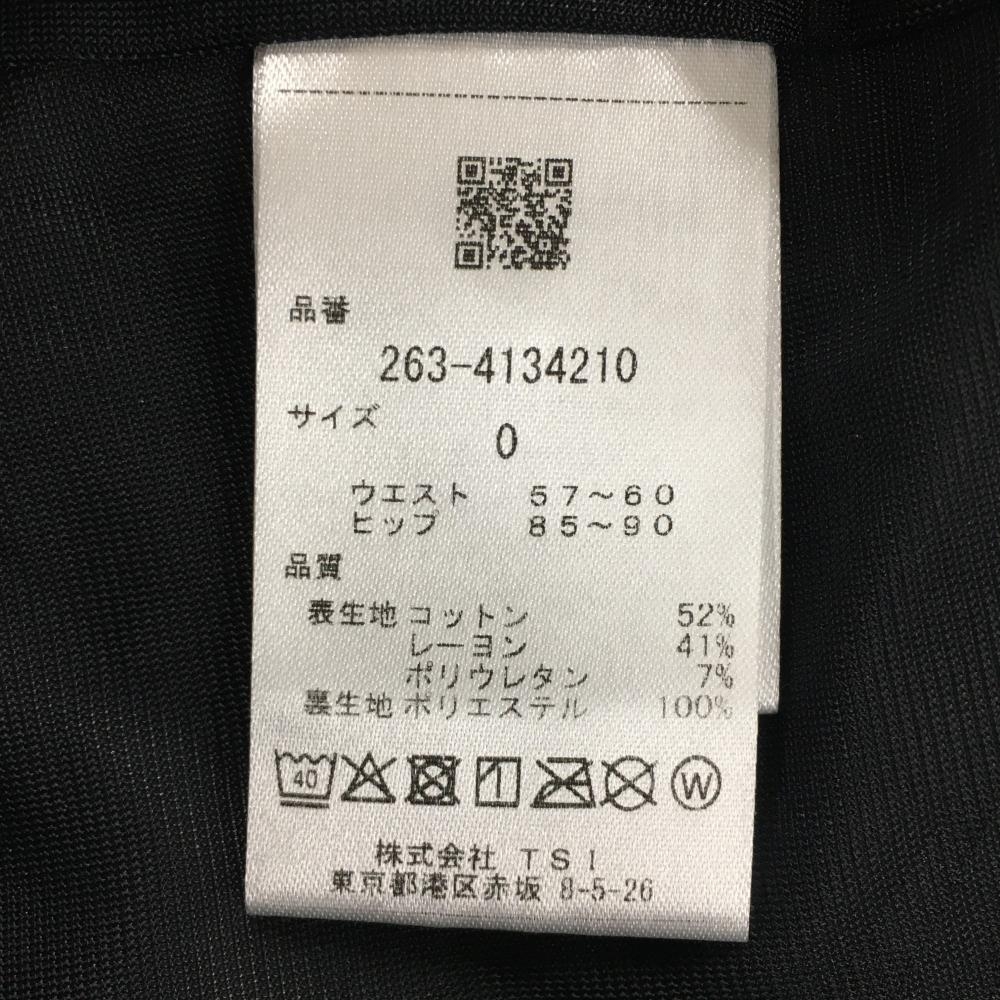 品番
263-4134210
サイズ
0
ウエスト 57～60
ヒップ 85～90
品質
表生地 コットン 52%
レーヨン 41%
ポリウレタン 7%
裏生地 ポリエステル 100%
40 W
株式会社 TSI
東京都港区赤坂 8-5-26